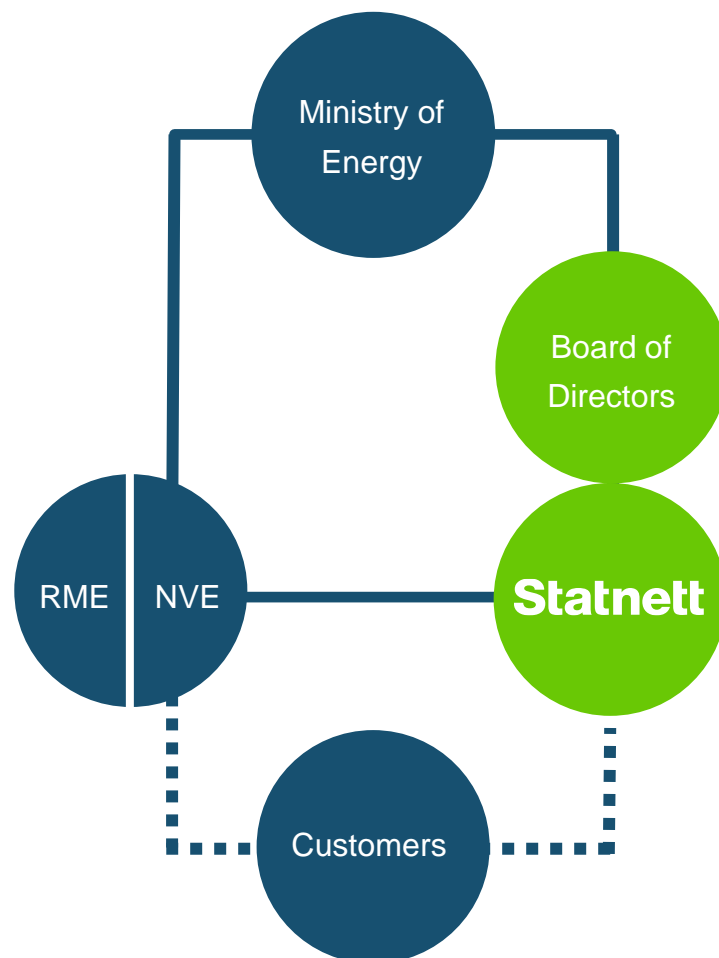 Ministry of
Energy
Board of
Directors
RME
NVE
Statnett
Customers